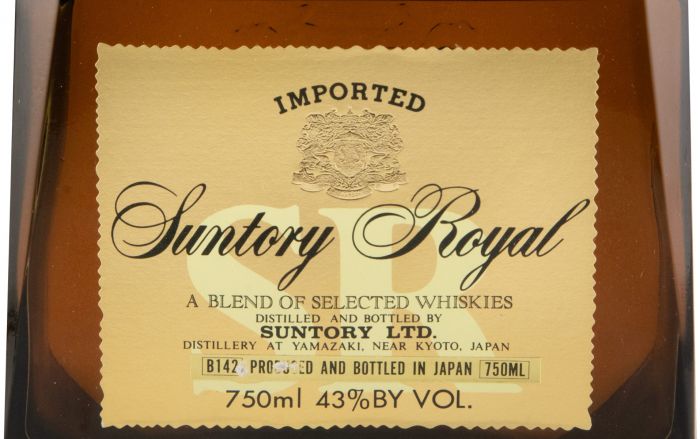 IMPORTED
SR
Suntory Royal
A BLEND OF SELECTED WHISKIES
DISTILLED AND BOTTLED BY
SUNTORY LTD.
DISTILLERY AT YAMAZAKI, NEAR KYOTO, JAPAN
B142 PRODUCED AND BOTTLED IN JAPAN 750ML
750ml 43%BY VOL.